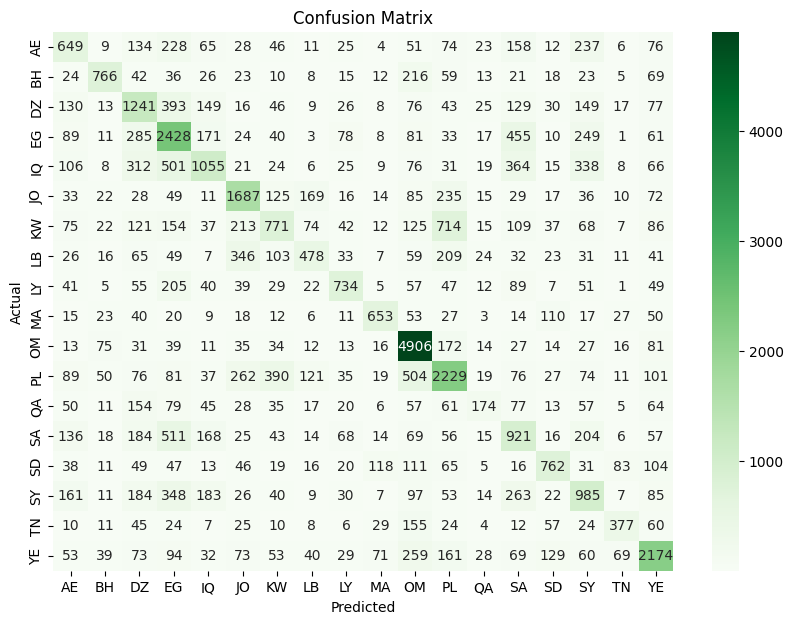 Confusion Matrix
AE 649 9 134 228 65 28 46 11 25 4 51 74 23 158 12 237 6 76
BH 24 766 42 36 26 23 10 8 15 12 216 59 13 21 18 23 5 69
DZ 130 13 1241 393 149 16 46 9 26 8 76 43 25 129 30 149 17 77
EG 89 11 285 2428 171 24 40 3 78 8 81 33 17 455 10 249 1 61
IQ 106 8 312 501 1055 21 24 6 25 9 76 31 19 364 15 338 8 66
JO 33 22 28 49 11 1687 125 169 16 14 85 235 15 29 17 36 10 72
KW 75 22 121 154 37 213 771 74 42 12 125 714 15 109 37 68 7 86
LB 26 16 65 49 7 346 103 478 33 7 59 209 24 32 23 31 11 41
LY 41 5 55 205 40 39 29 22 734 5 57 47 12 89 7 51 1 49
MA 15 23 40 20 9 18 12 6 11 653 53 27 3 14 110 17 27 50
OM 13 75 31 39 11 35 34 12 13 16 4906 172 14 27 14 27 16 81
PL 89 50 76 81 37 262 390 121 35 19 504 2229 19 76 27 74 11 101
QA 50 11 154 79 45 28 35 17 20 6 57 61 174 77 13 57 5 64
SA 136 18 184 511 168 25 43 14 68 14 69 56 15 921 16 204 6 57
SD 38 11 49 47 13 46 19 16 20 118 111 65 5 16 762 31 83 104
SY 161 11 184 348 183 26 40 9 30 7 97 53 14 263 22 985 7 85
TN 10 11 45 24 7 25 10 8 6 29 155 24 4 12 57 24 377 60
YE 53 39 73 94 32 73 53 40 29 71 259 161 28 69 129 60 69 2174
AE BH DZ EG IQ JO KW LB LY MA OM PL QA SA SD SY TN YE
Predicted
Actual
4000
3000
2000
1000